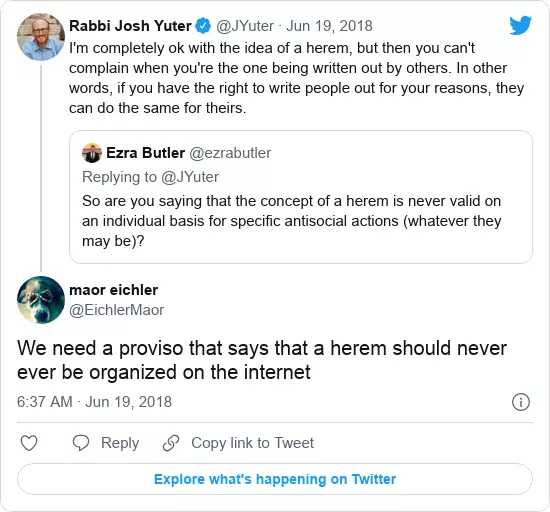 Rabbi Josh Yuter @JYuter · Jun 19, 2018
I'm completely ok with the idea of a herem, but then you can't
complain when you're the one being written out by others. In other
words, if you have the right to write people out for your reasons, they
can do the same for theirs.
Ezra Butler @ezrabutler
Replying to @JYuter
So are you saying that the concept of a herem is never valid on
an individual basis for specific antisocial actions (whatever they
may be)?
maor eichler
@EichlerMaor
We need a proviso that says that a herem should never
ever be organized on the internet
6:37 AM · Jun 19, 2018
Reply Copy link to Tweet
Explore what's happening on Twitter